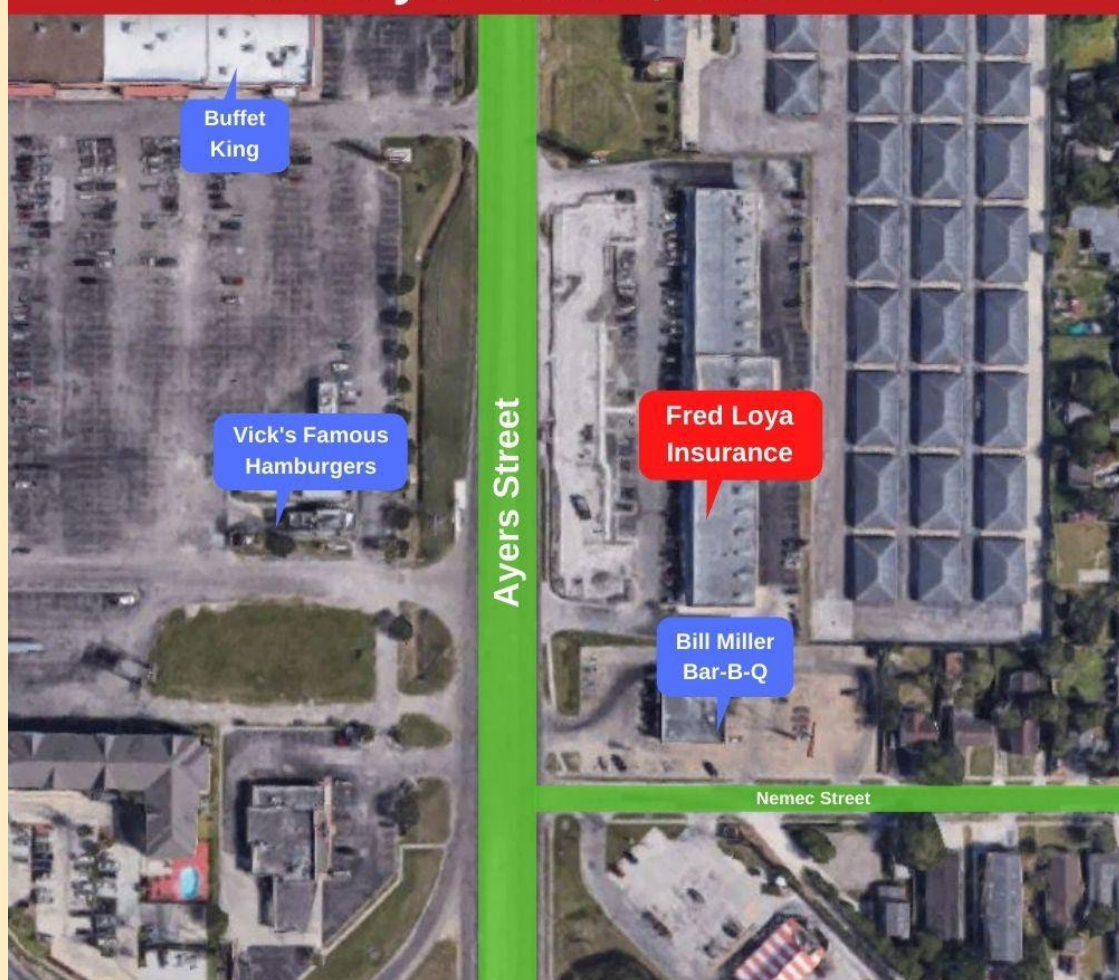 Buffet
King
Vick's Famous
Hamburgers
Ayers Street
Fred Loya
Insurance
Bill Miller
Bar-B-Q
Nemec Street